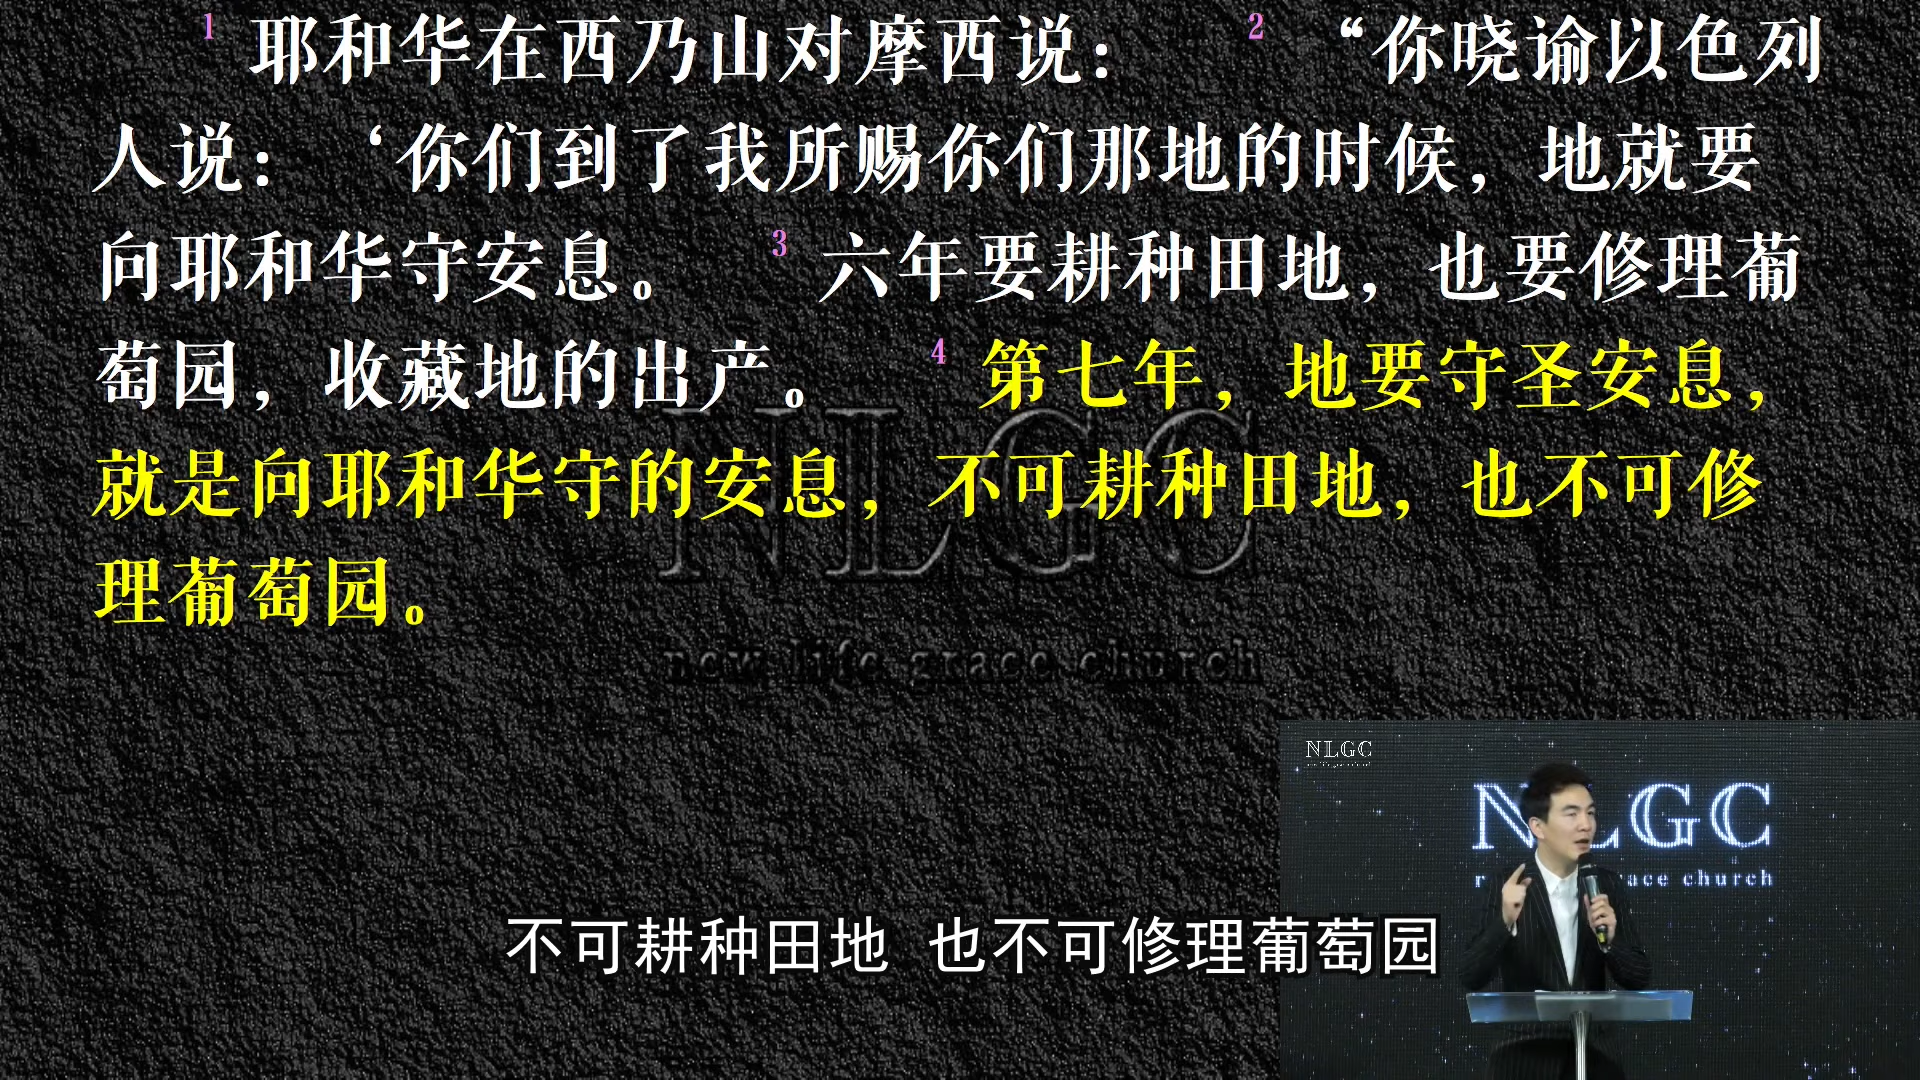 1 耶和华在西乃山对摩西说： 2 “你晓谕以色列
人说：‘你们到了我所赐你们那地的时候，地就要
向耶和华守安息。 3 六年要耕种田地，也要修理葡
萄园，收藏地的出产。 4 第七年，地要守圣安息，
就是向耶和华守的安息，不可耕种田地，也不可修
理葡萄园。
NLGC
new life grace church
NLGC
NLGC
ace church
不可耕种田地 也不可修理葡萄园